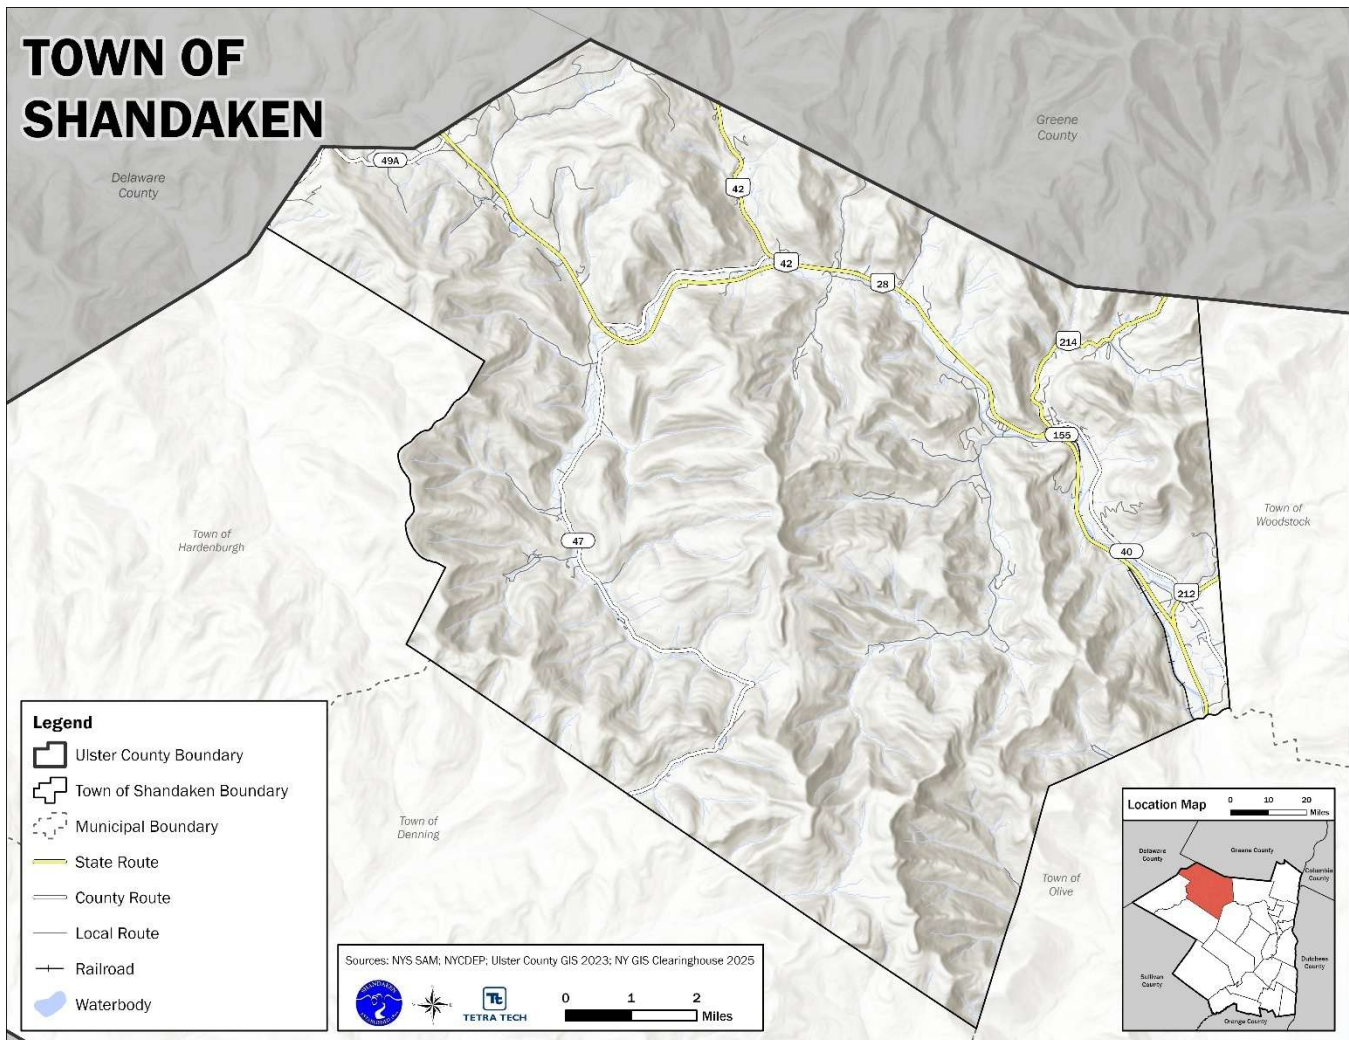 TOWN OF
SHANDAKEN
Delaware
County
Greene
County
49A
42
42
28
214
155
47
40
212
Town of
Hardenburgh
Town of
Woodstock
Town of
Denning
Town of
Olive
Legend
Ulster County Boundary
Town of Shandaken Boundary
Municipal Boundary
State Route
County Route
Local Route
Railroad
Waterbody
Sources: NYS SAM; NYCDEP; Ulster County GIS 2023; NY GIS Clearinghouse 2025
SHANDAKEN
TETRA TECH
0 1 2
Miles
Location Map
0 10 20
Miles
Delaware
County
Greene County
Columbia
County
Dutchess
County
Sullivan
County
Orange County